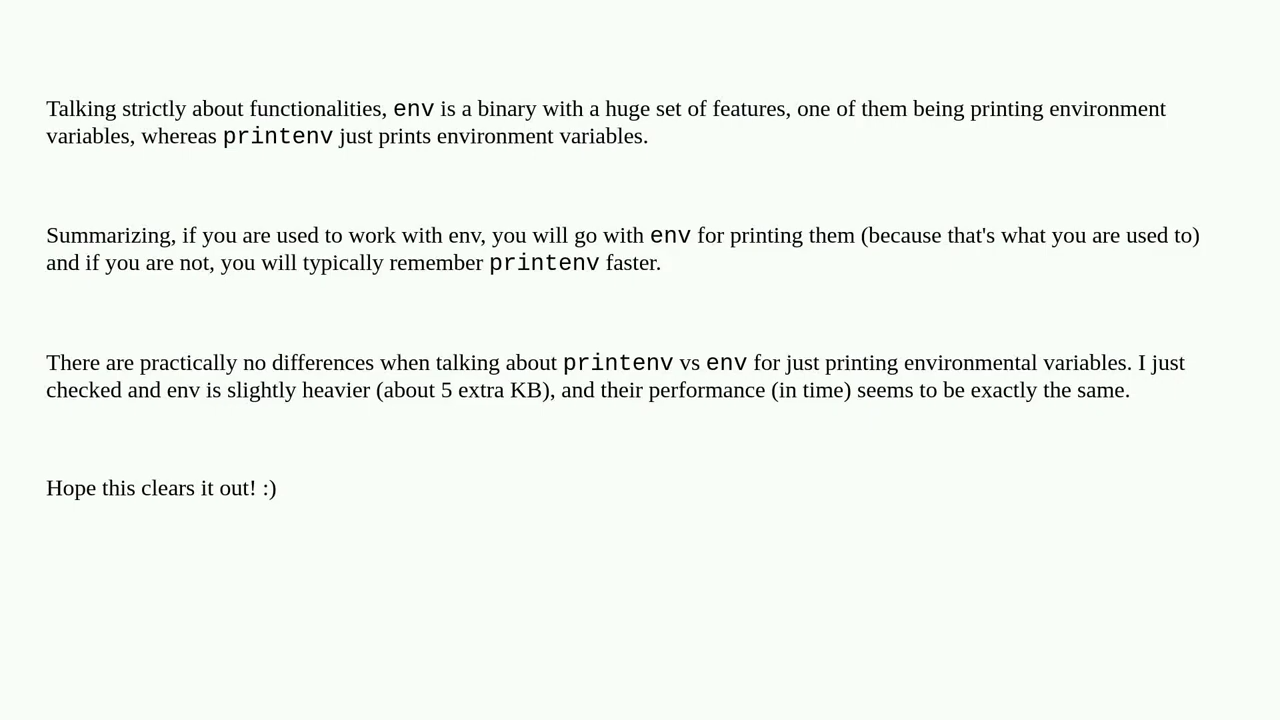 Talking strictly about functionalities, env is a binary with a huge set of features, one of them being printing environment
variables, whereas printenv just prints environment variables.
Summarizing, if you are used to work with env, you will go with env for printing them (because that's what you are used to)
and if you are not, you will typically remember printenv faster.
There are practically no differences when talking about printenv vs env for just printing environmental variables. I just
checked and env is slightly heavier (about 5 extra KB), and their performance (in time) seems to be exactly the same.
Hope this clears it out! :)